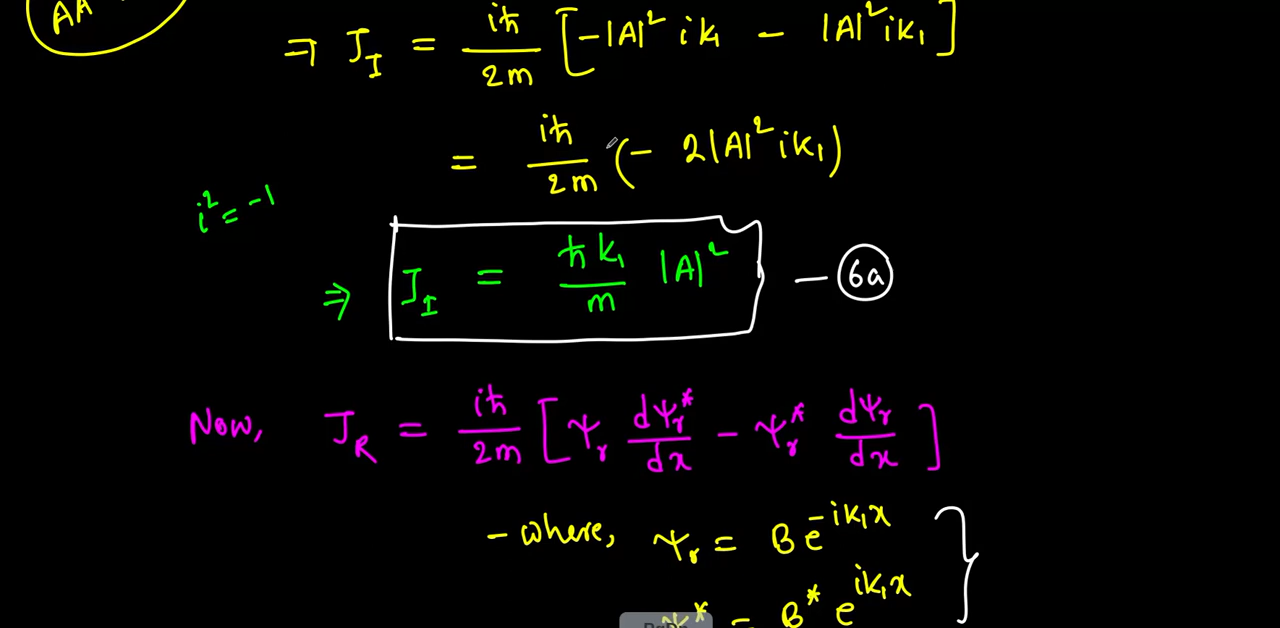 AA
⇒ J_I = iħ/2m [-|A|² ik₁ - |A|² ik₁]
= iħ/2m (- 2|A|² ik₁)
i² = -1
⇒ J_I = ħk₁/m |A|² — 6a
Now, J_R = iħ/2m [Ψ_r dΨ_r*/dx - Ψ_r* dΨ_r/dx]
- where, Ψ_r = B e^{-ik₁x}
Ψ* = B* e^{ik₁x}